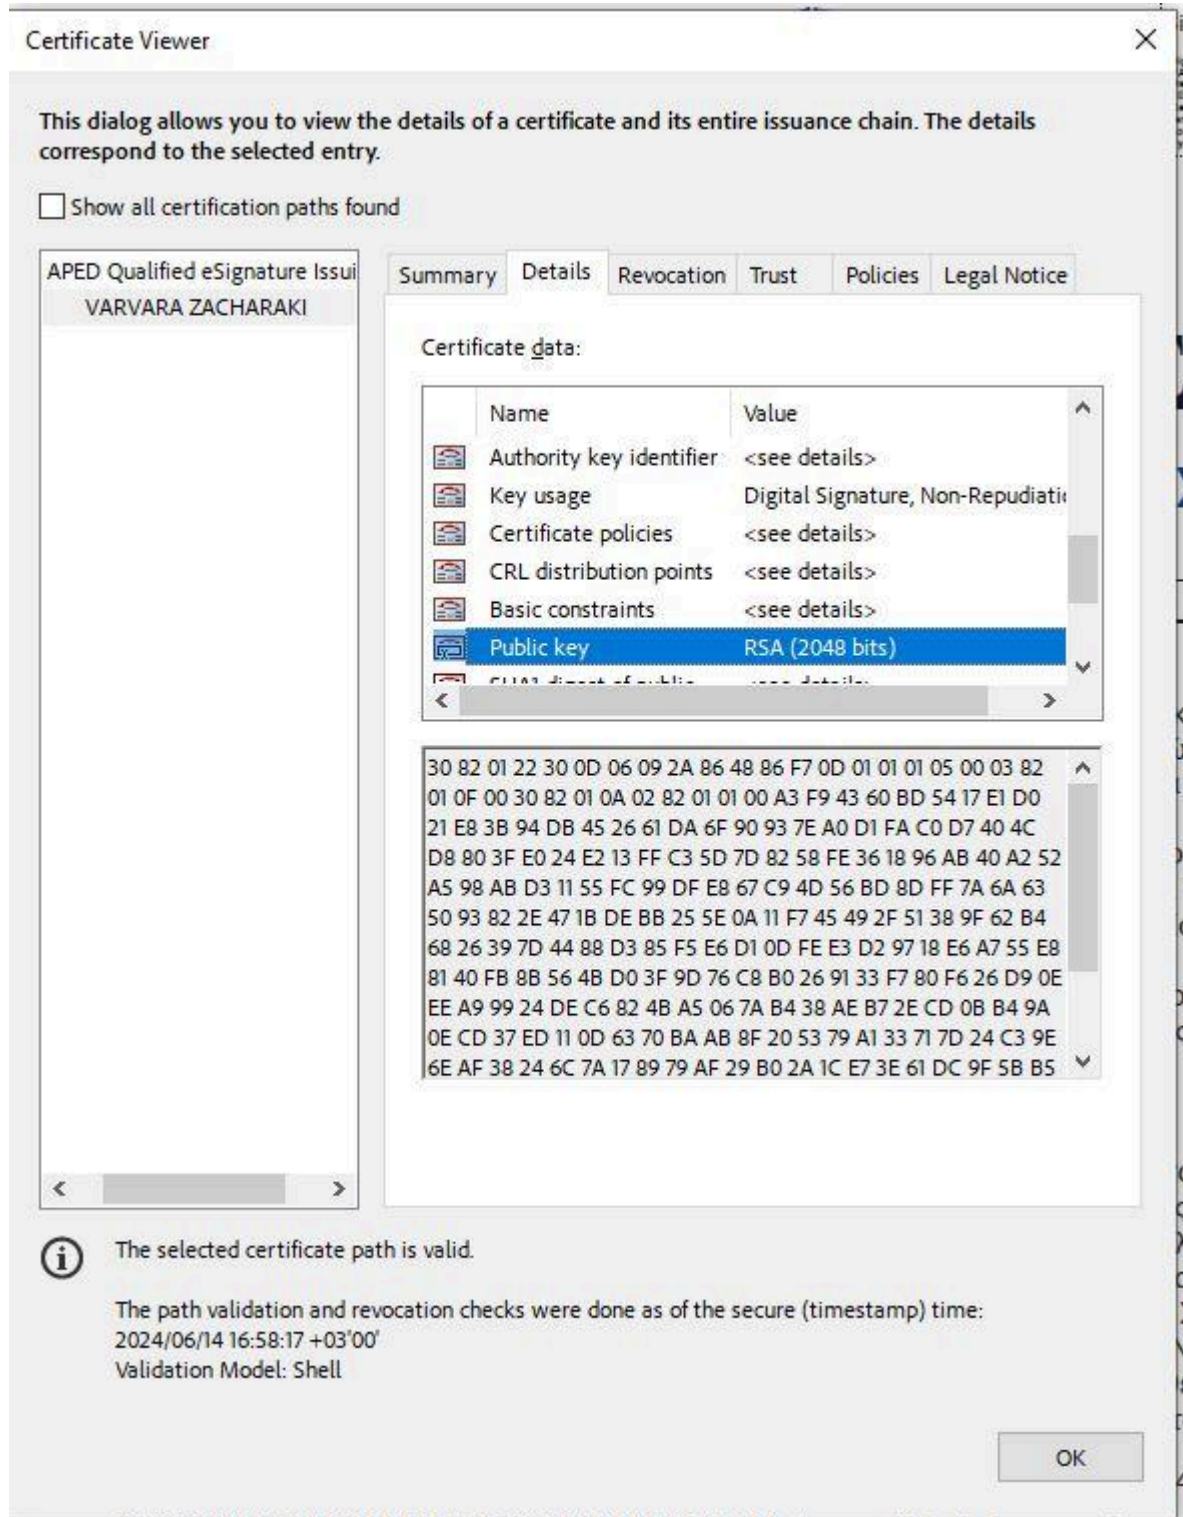 Certificate Viewer
This dialog allows you to view the details of a certificate and its entire issuance chain. The details
correspond to the selected entry.
Show all certification paths found
APED Qualified eSignature Issui
VARVARA ZACHARAKI
Summary Details Revocation Trust Policies Legal Notice
Certificate data:
Name Value
Authority key identifier <see details>
Key usage Digital Signature, Non-Repudiatic
Certificate policies <see details>
CRL distribution points <see details>
Basic constraints <see details>
Public key RSA (2048 bits)
30 82 01 22 30 0D 06 09 2A 86 48 86 F7 0D 01 01 01 05 00 03 82
01 0F 00 30 82 01 0A 02 82 01 01 00 A3 F9 43 60 BD 54 17 E1 D0
21 E8 3B 94 DB 45 26 61 DA 6F 90 93 7E A0 D1 FA C0 D7 40 4C
D8 80 3F E0 24 E2 13 FF C3 5D 7D 82 58 FE 36 18 96 AB 40 A2 52
A5 98 AB D3 11 55 FC 99 DF E8 67 C9 4D 56 BD 8D FF 7A 6A 63
50 93 82 2E 47 1B DE BB 25 5E 0A 11 F7 45 49 2F 51 38 9F 62 B4
68 26 39 7D 44 88 D3 85 F5 E6 D1 0D FE E3 D2 97 18 E6 A7 55 E8
81 40 FB 8B 56 4B D0 3F 9D 76 C8 B0 26 91 33 F7 80 F6 26 D9 0E
EE A9 99 24 DE C6 82 4B A5 06 7A B4 38 AE B7 2E CD 0B B4 9A
0E CD 37 ED 11 0D 63 70 BA AB 8F 20 53 79 A1 33 71 7D 24 C3 9E
6E AF 38 24 6C 7A 17 89 79 AF 29 B0 2A 1C E7 3E 61 DC 9F 5B B5
The selected certificate path is valid.
The path validation and revocation checks were done as of the secure (timestamp) time:
2024/06/14 16:58:17 +03'00'
Validation Model: Shell
OK